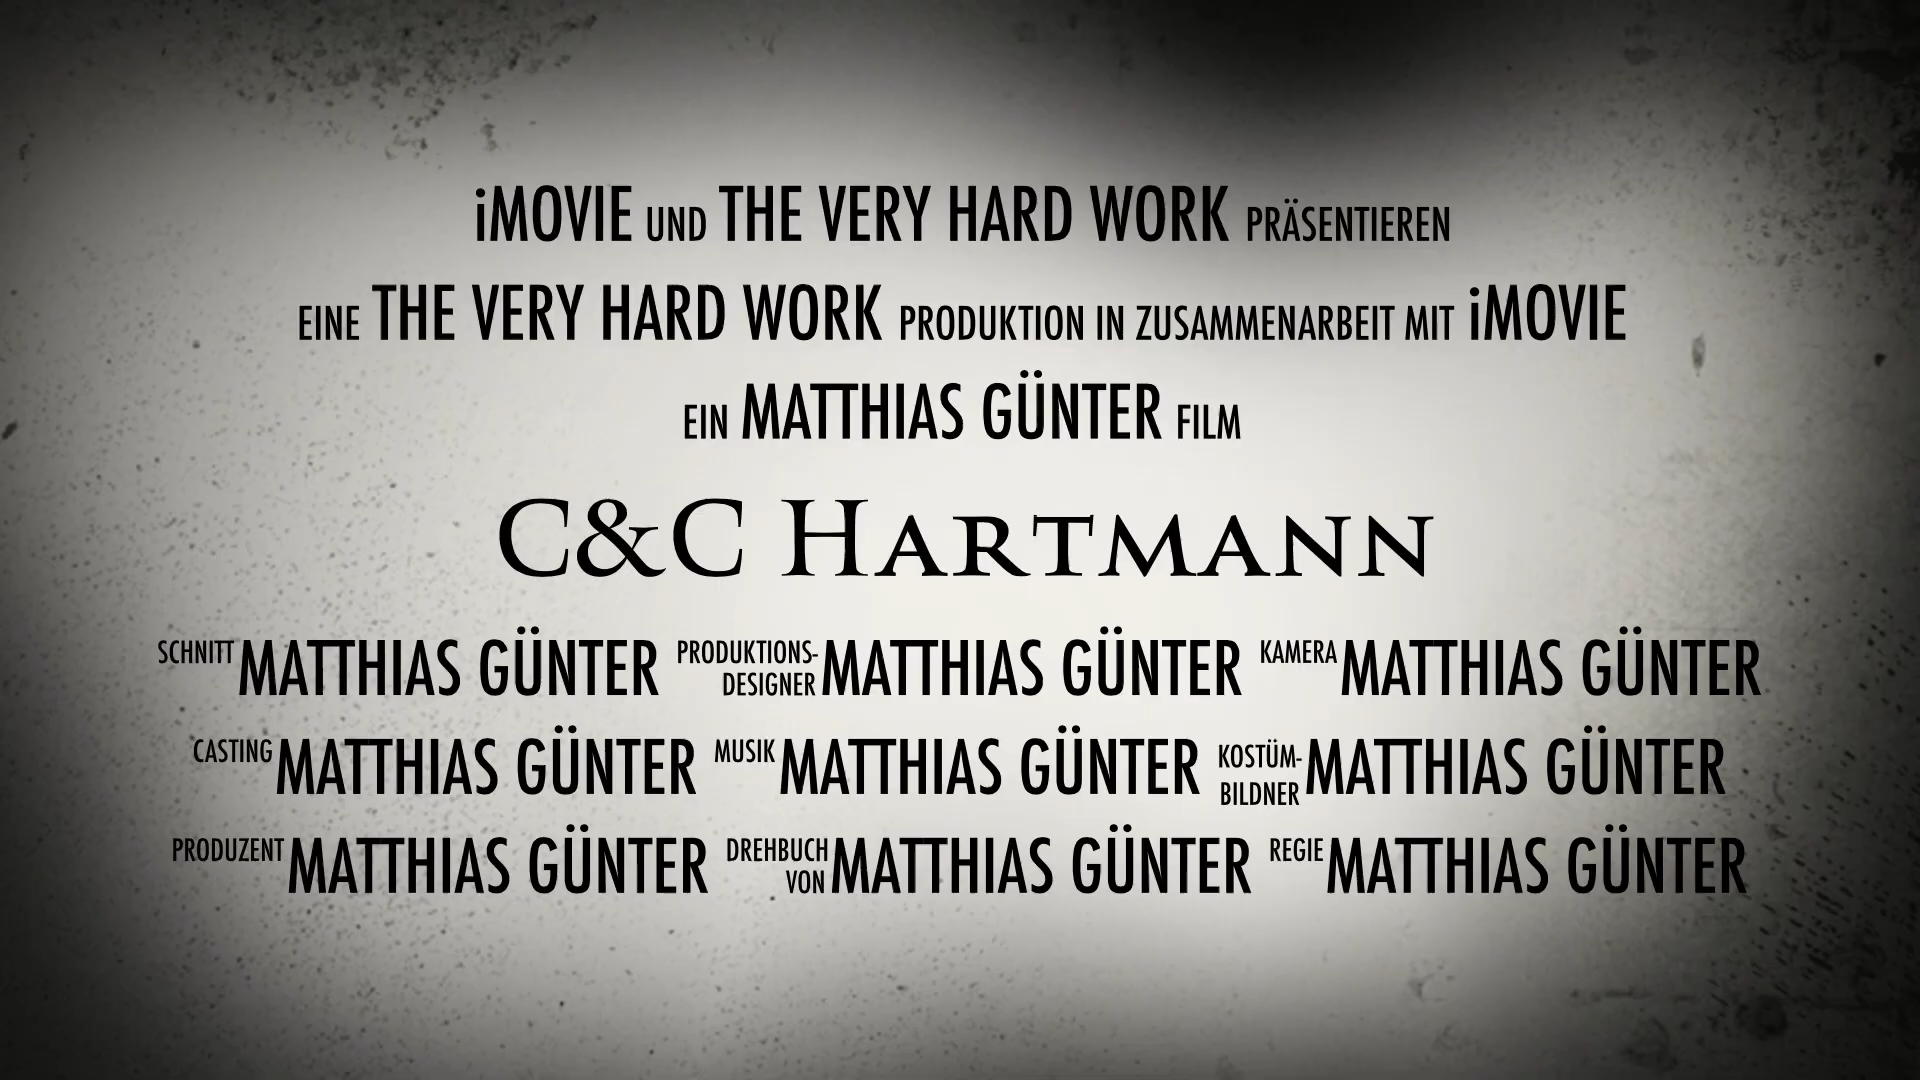 iMOVIE UND THE VERY HARD WORK PRÄSENTIEREN
EINE THE VERY HARD WORK PRODUKTION IN ZUSAMMENARBEIT MIT iMOVIE
EIN MATTHIAS GÜNTER FILM
C&C HARTMANN
SCHNITT MATTHIAS GÜNTER PRODUKTIONS-DESIGNER MATTHIAS GÜNTER KAMERA MATTHIAS GÜNTER
CASTING MATTHIAS GÜNTER MUSIK MATTHIAS GÜNTER KOSTÜM-BILDNER MATTHIAS GÜNTER
PRODUZENT MATTHIAS GÜNTER DREHBUCH VON MATTHIAS GÜNTER REGIE MATTHIAS GÜNTER